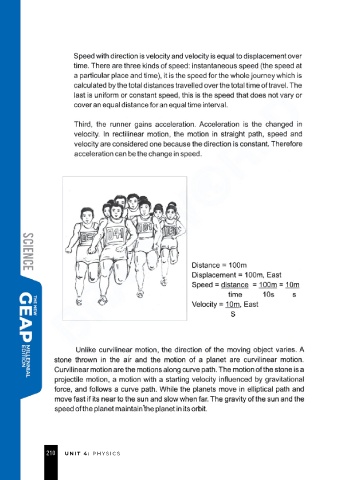 Speed with direction is velocity and velocity is equal to displacement over
time. There are three kinds of speed: instantaneous speed (the speed at
a particular place and time), it is the speed for the whole journey which is
calculated by the total distances travelled over the total time of travel. The
last is uniform or constant speed, this is the speed that does not vary or
cover an equal distance for an equal time interval.
Third, the runner gains acceleration. Acceleration is the changed in
velocity. In rectilinear motion, the motion in straight path, speed and
velocity are considered one because the direction is constant. Therefore
acceleration can be the change in speed.
SCIENCE
THE NEW
GEAP
MILLENNIAL
EDITION
Distance = 100m
Displacement = 100m, East
Speed = distance = 100m = 10m
time 10s s
Velocity = 10m, East
S
Unlike curvilinear motion, the direction of the moving object varies. A
stone thrown in the air and the motion of a planet are curvilinear motion.
Curvilinear motion are the motions along curve path. The motion of the stone is a
projectile motion, a motion with a starting velocity influenced by gravitational
force, and follows a curve path. While the planets move in elliptical path and
move fast if its near to the sun and slow when far. The gravity of the sun and the
speed of the planet maintain the planet in its orbit.
210 UNIT 4: PHYSICS